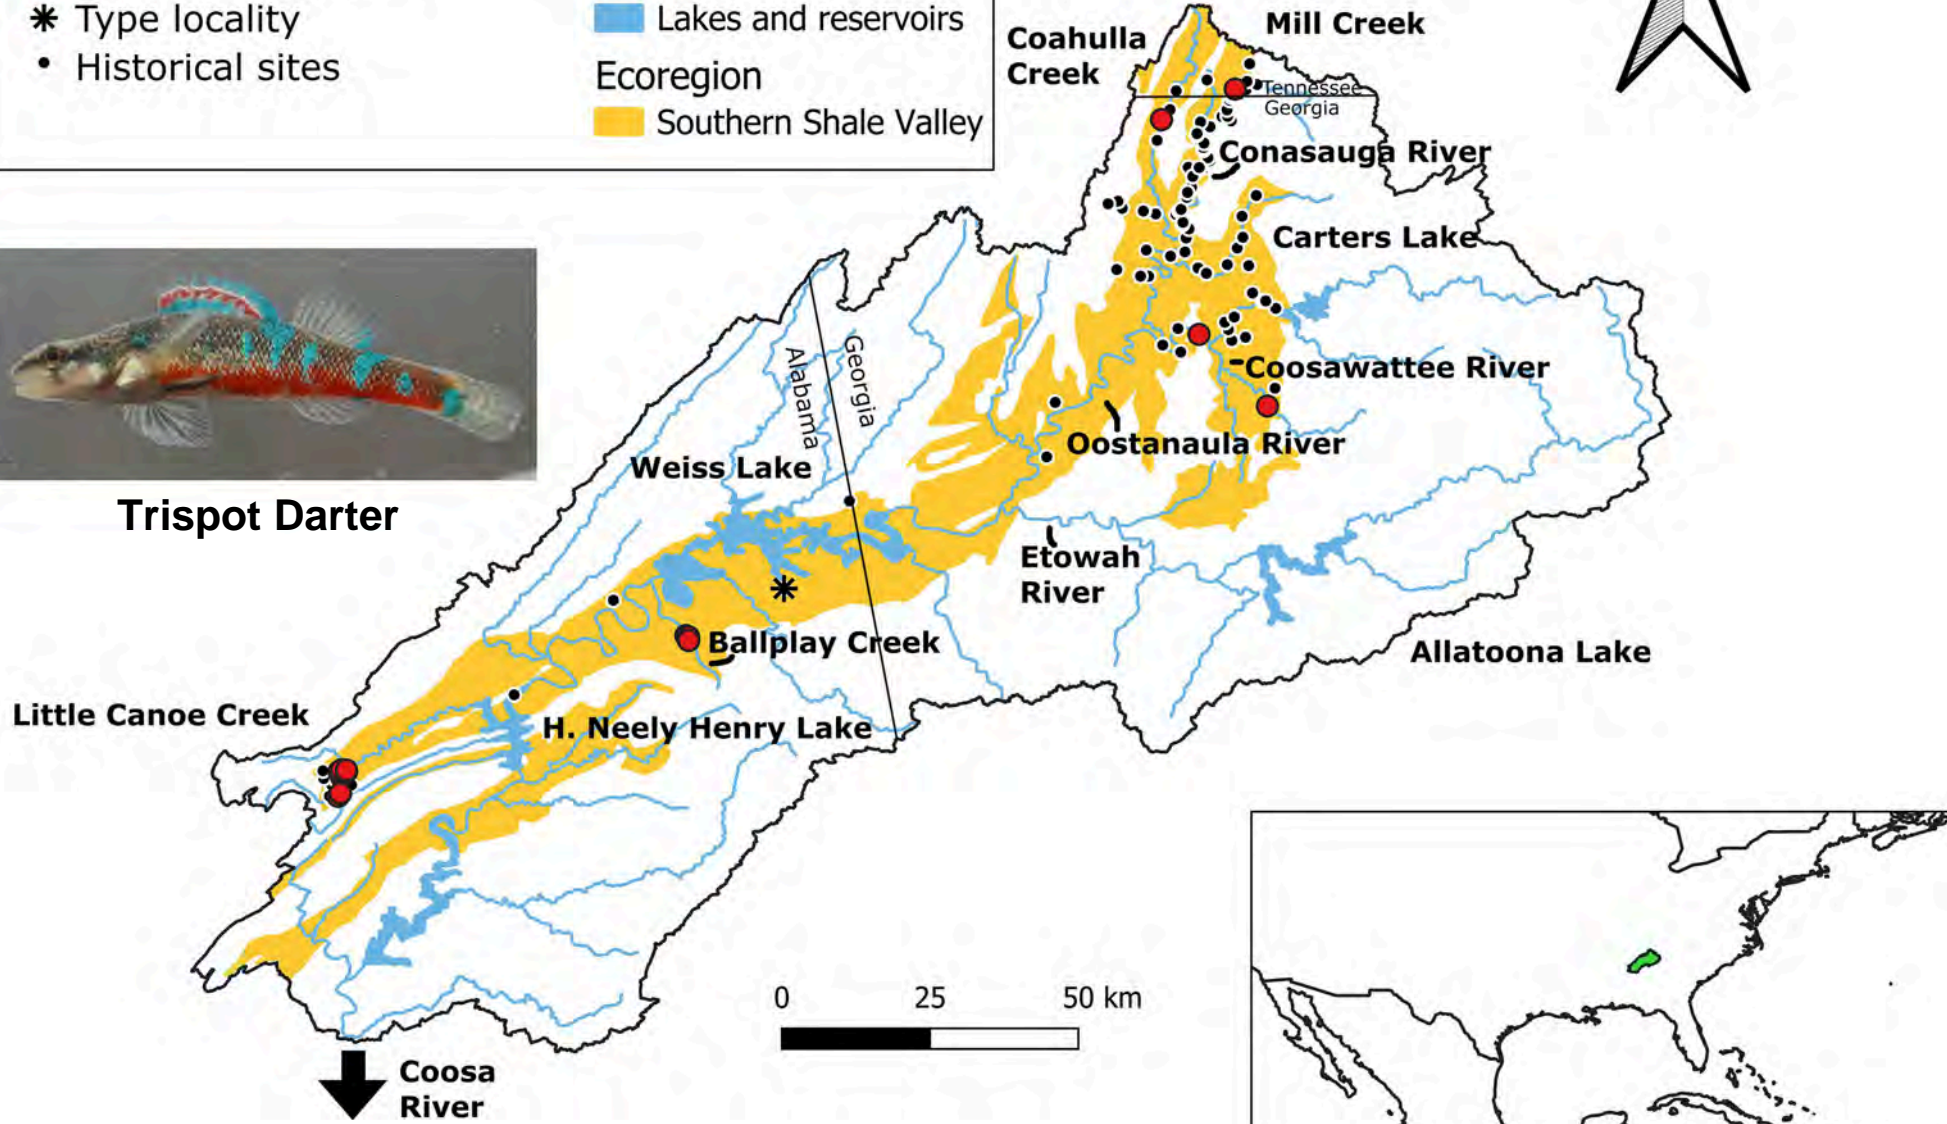 Type locality
Historical sites
Lakes and reservoirs
Ecoregion
Southern Shale Valley
Coahulla
Creek
Mill Creek
Tennessee
Georgia
Conasauga River
Carters Lake
Coosawattee River
Oostanaula River
Georgia
Alabama
Weiss Lake
Trispot Darter
Etowah
River
Ballplay Creek
Allatoona Lake
Little Canoe Creek
H. Neely Henry Lake
0 25 50 km
Coosa
River